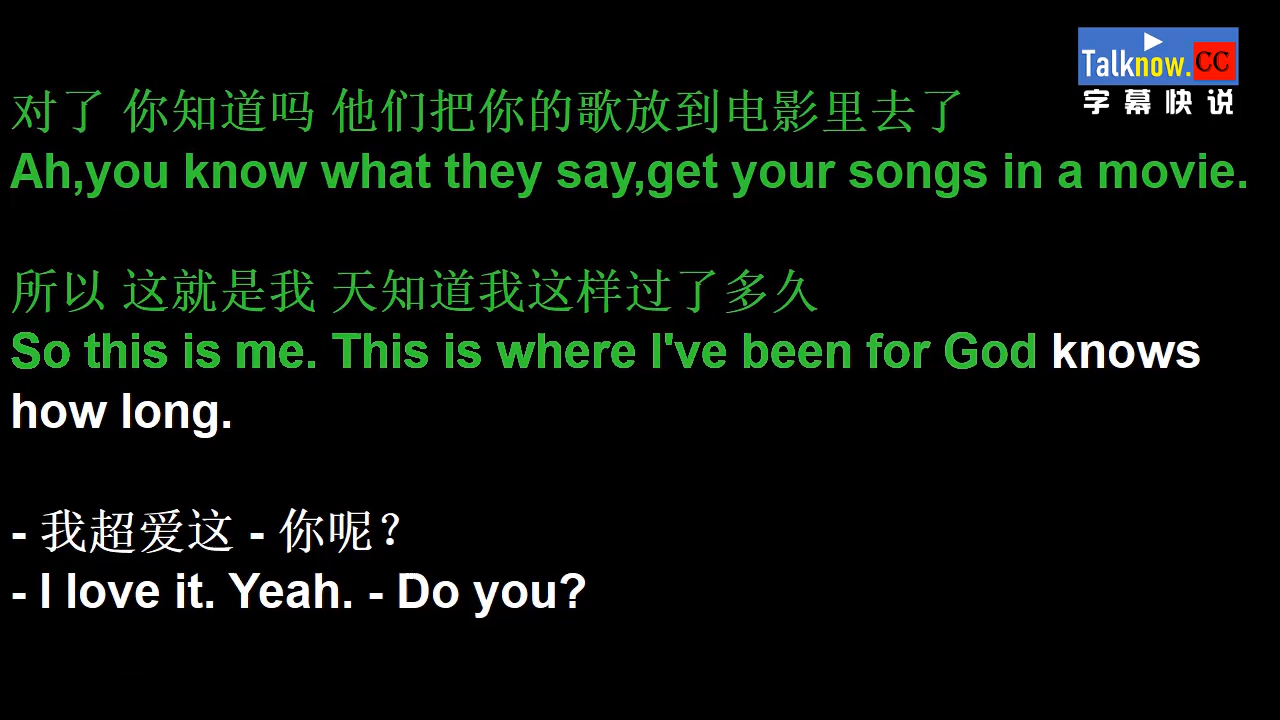 Talknow.CC
字幕快说
对了 你知道吗 他们把你的歌放到电影里去了
Ah,you know what they say,get your songs in a movie.
所以 这就是我 天知道我这样过了多久
So this is me. This is where I've been for God knows
how long.
- 我超爱这 - 你呢?
- I love it. Yeah. - Do you?